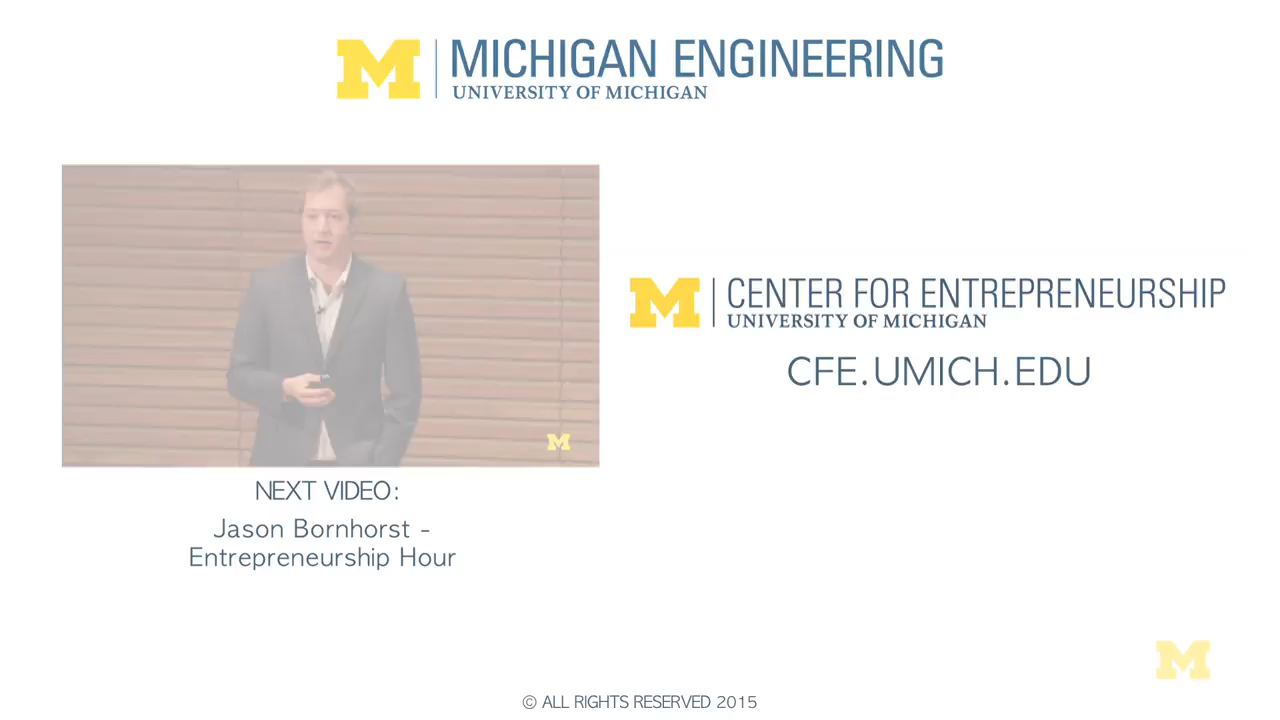 M MICHIGAN ENGINEERING
UNIVERSITY OF MICHIGAN
M CENTER FOR ENTREPRENEURSHIP
UNIVERSITY OF MICHIGAN
CFE.UMICH.EDU
M
NEXT VIDEO:
Jason Bornhorst -
Entrepreneurship Hour
M
© ALL RIGHTS RESERVED 2015